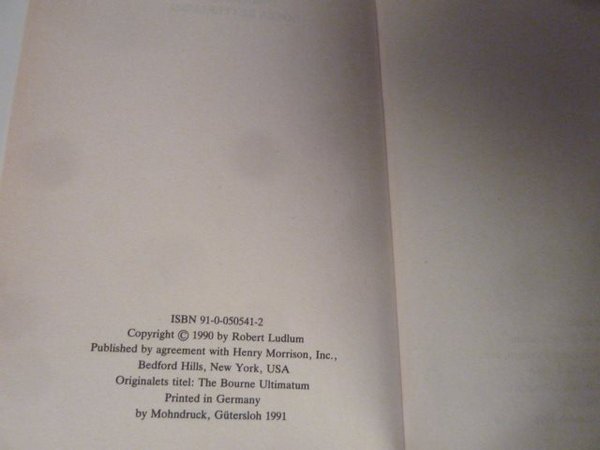 ISBN 91-0-050541-2
Copyright © 1990 by Robert Ludlum
Published by agreement with Henry Morrison, Inc.,
Bedford Hills, New York, USA
Originalets titel: The Bourne Ultimatum
Printed in Germany
by Mohndruck, Gütersloh 1991